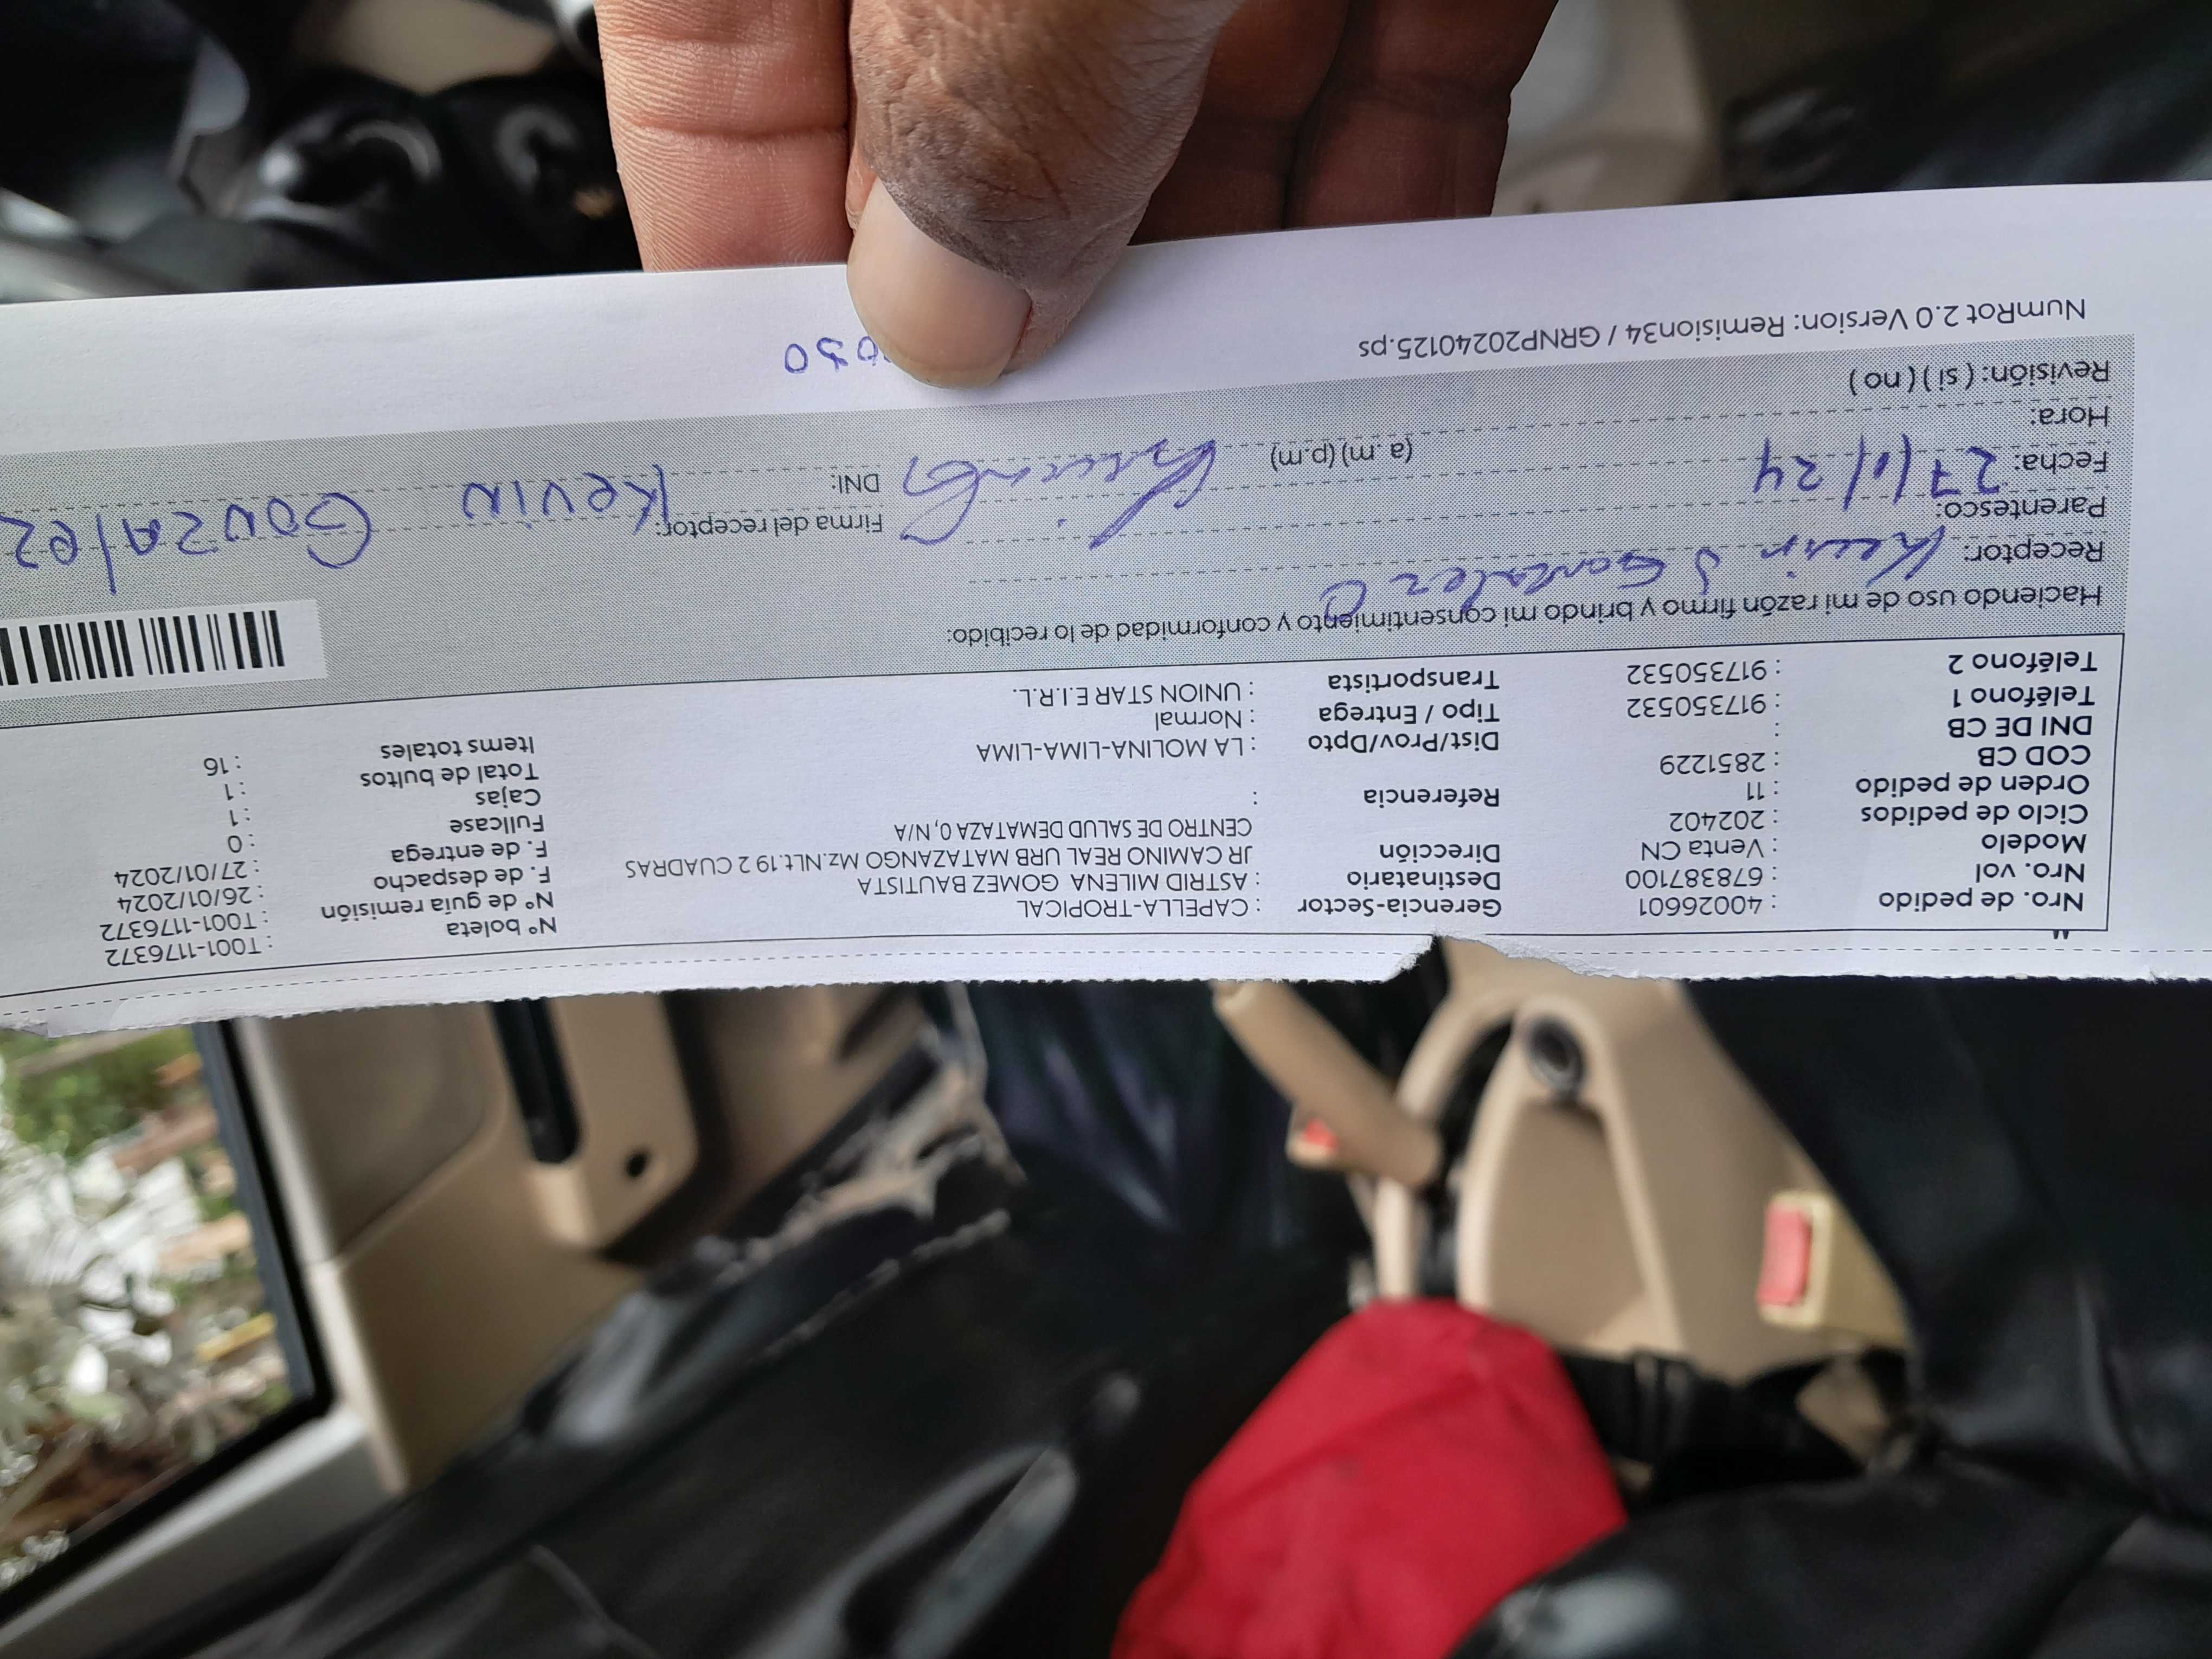 Nro. de pedido : 40026601 Gerencia-Sector : CAPELLA-TROPICAL Nº boleta : T001-1176372
Nro. vol : 678387100 Destinatario : ASTRID MILENA GOMEZ BAUTISTA Nº de guía remisión : T001-1176372
Modelo : Venta CN Dirección JR CAMINO REAL URB MATAZANGO Mz.NLt.19 2 CUADRAS F. de despacho : 26/01/2024
Ciclo de pedidos : 202402 CENTRO DE SALUD DEMATAZA 0, N/A F. de entrega : 27/01/2024
Orden de pedido : 11 Referencia : Fullcase : 0
COD CB : 2851229 Cajas : 1
DNI DE CB : Dist/Prov/Dpto : LA MOLINA-LIMA-LIMA Total de bultos : 1
Teléfono 1 : 917350532 Tipo / Entrega : Normal Items totales : 16
Teléfono 2 : 917350532 Transportista : UNION STAR E.I.R.L.
Haciendo uso de mi razón firmo y brindo mi consentimiento y conformidad de lo recibido:
Receptor: Kevin J Gonzalez O
Parentesco: Firma del receptor: Kevin Gonzalez
Fecha: 27/1/24 DNI:
Hora: (a.m) (p.m)
Revisión: ( si ) ( no )
NumRot 2.0 Version: Remision34 / GRNP20240125.ps